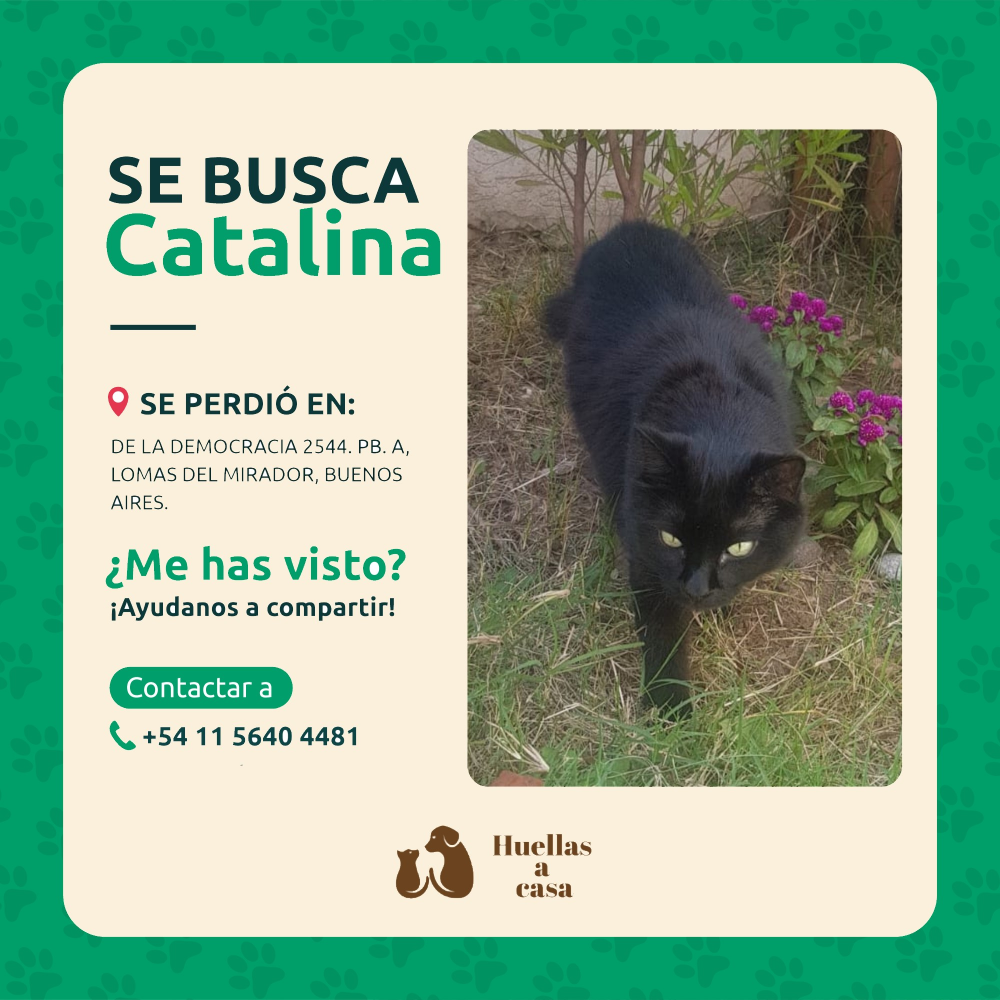 SE BUSCA
Catalina
SE PERDIÓ EN:
DE LA DEMOCRACIA 2544. PB. A,
LOMAS DEL MIRADOR, BUENOS
AIRES.
¿Me has visto?
¡Ayudanos a compartir!
Contactar a
+54 11 5640 4481
Huellas
a
casa